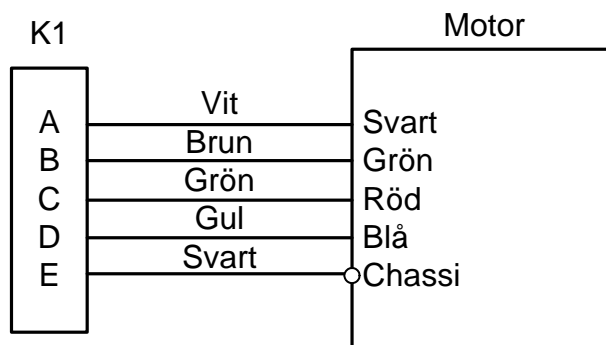 K1 Motor
A Vit Svart
B Brun Grön
C Grön Röd
D Gul Blå
E Svart Chassi